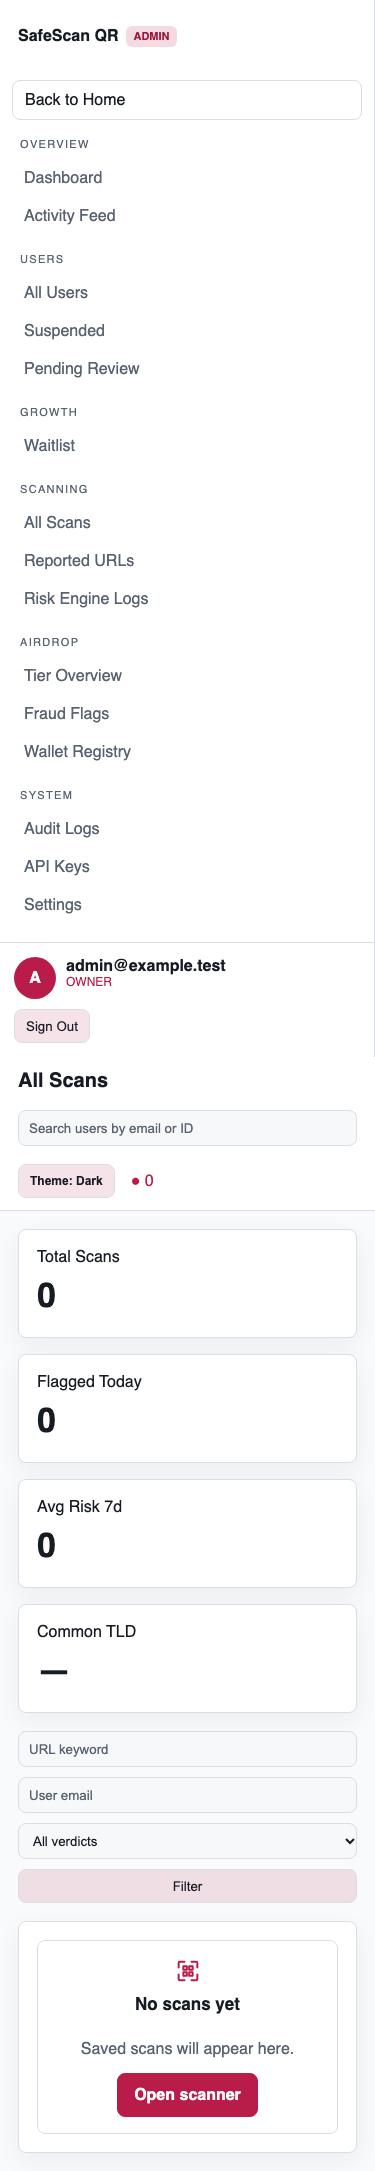 SafeScan QR ADMIN
Back to Home
OVERVIEW
Dashboard
Activity Feed
USERS
All Users
Suspended
Pending Review
GROWTH
Waitlist
SCANNING
All Scans
Reported URLs
Risk Engine Logs
AIRDROP
Tier Overview
Fraud Flags
Wallet Registry
SYSTEM
Audit Logs
API Keys
Settings
A
admin@example.test
OWNER
Sign Out
All Scans
Search users by email or ID
Theme: Dark
0
Total Scans
0
Flagged Today
0
Avg Risk 7d
0
Common TLD
—
URL keyword
User email
All verdicts
Filter
No scans yet
Saved scans will appear here.
Open scanner